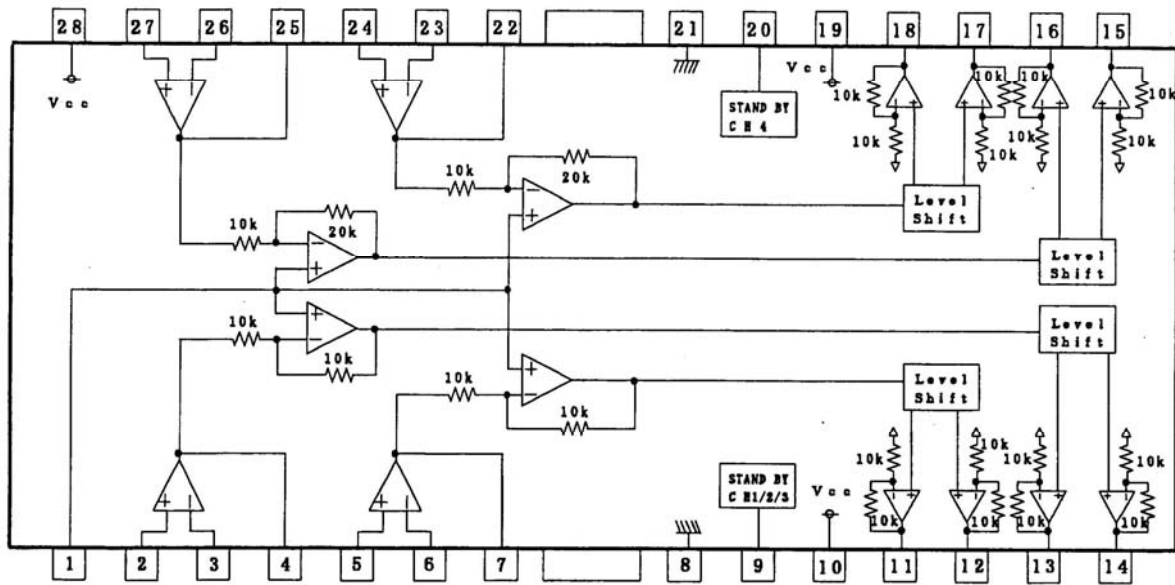 28 27 26 25 24 23 22 21 20 19 18 17 16 15
Vcc
Vcc
+ −
+ −
STAND BY
CH4
10k 10k 10k 10k
10k 10k 10k 10k
− + + − − + + −
10k
20k
−
+
Level
Shift
10k
20k
−
+
Level
Shift
+
−
10k
10k
Level
Shift
+
−
10k
10k
Level
Shift
10k 10k 10k 10k
+ −
+ −
STAND BY
CH1/2/3
Vcc
− + + − − + + −
10k 10k 10k 10k
1 2 3 4 5 6 7 8 9 10 11 12 13 14